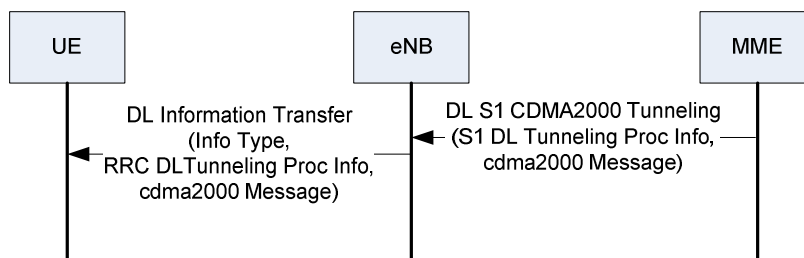 UE
eNB
MME
DL Information Transfer
(Info Type,
RRC DLTunneling Proc Info,
cdma2000 Message)
DL S1 CDMA2000 Tunneling
(S1 DL Tunneling Proc Info,
cdma2000 Message)